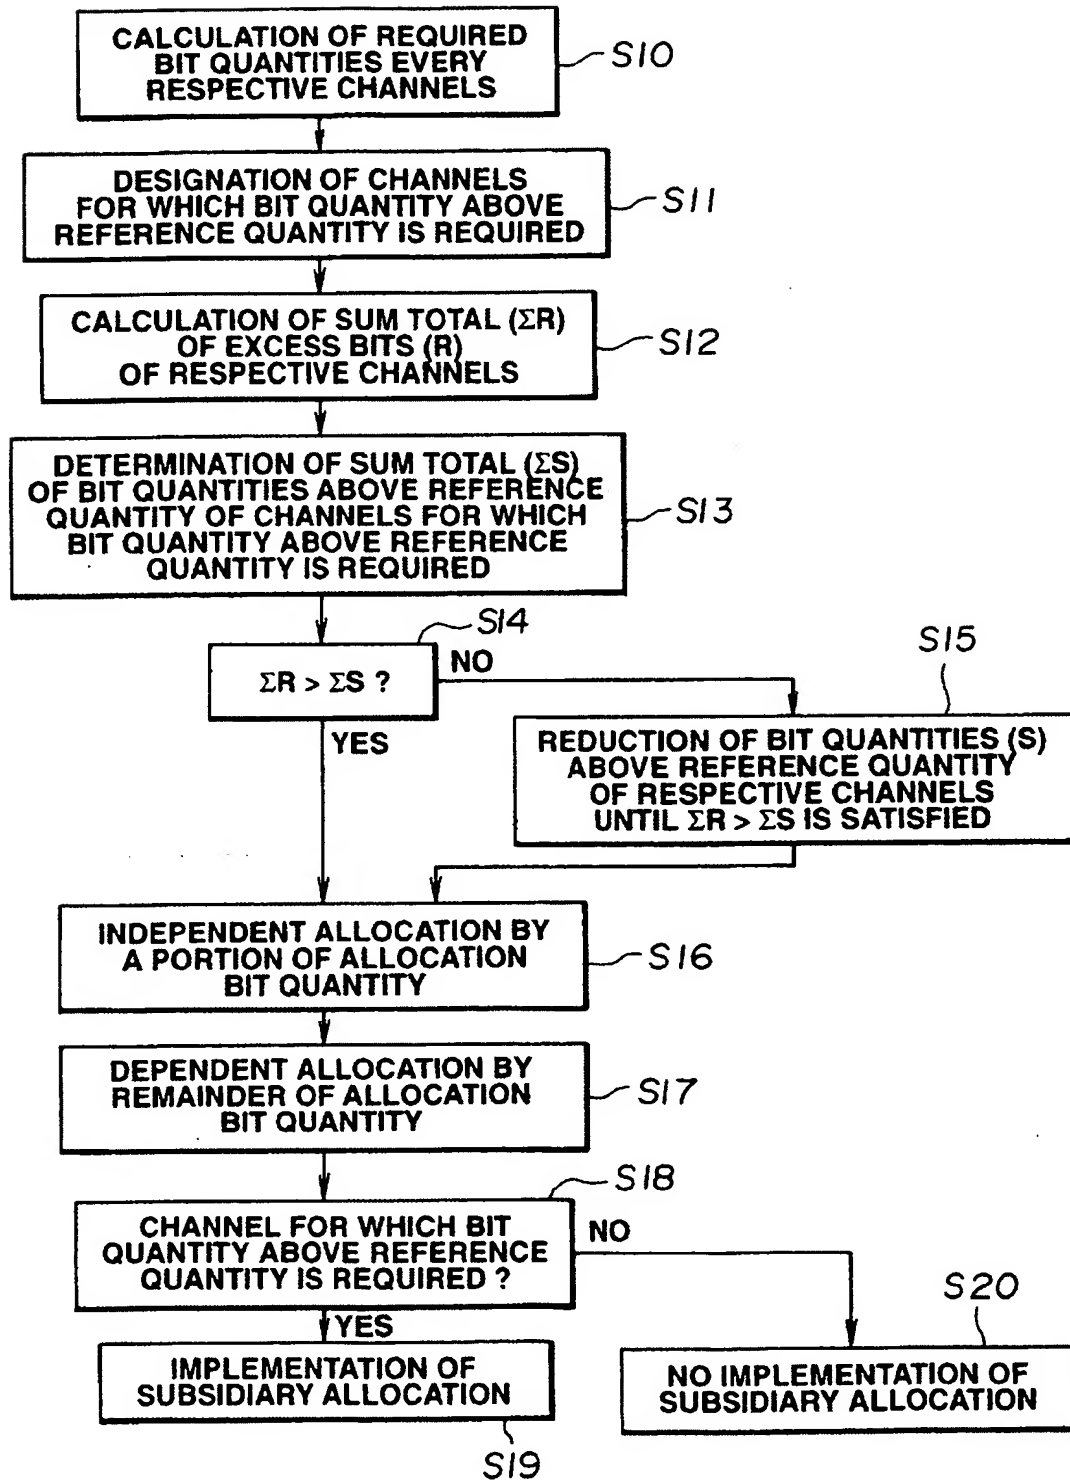 CALCULATION OF REQUIRED
BIT QUANTITIES EVERY
RESPECTIVE CHANNELS
S10
DESIGNATION OF CHANNELS
FOR WHICH BIT QUANTITY ABOVE
REFERENCE QUANTITY IS REQUIRED
S11
CALCULATION OF SUM TOTAL (ΣR)
OF EXCESS BITS (R)
OF RESPECTIVE CHANNELS
S12
DETERMINATION OF SUM TOTAL (ΣS)
OF BIT QUANTITIES ABOVE REFERENCE
QUANTITY OF CHANNELS FOR WHICH
BIT QUANTITY ABOVE REFERENCE
QUANTITY IS REQUIRED
S13
S14
ΣR > ΣS ?
NO
YES
S15
REDUCTION OF BIT QUANTITIES (S)
ABOVE REFERENCE QUANTITY
OF RESPECTIVE CHANNELS
UNTIL ΣR > ΣS IS SATISFIED
INDEPENDENT ALLOCATION BY
A PORTION OF ALLOCATION
BIT QUANTITY
S16
DEPENDENT ALLOCATION BY
REMAINDER OF ALLOCATION
BIT QUANTITY
S17
S18
CHANNEL FOR WHICH BIT
QUANTITY ABOVE REFERENCE
QUANTITY IS REQUIRED ?
NO
YES
IMPLEMENTATION OF
SUBSIDIARY ALLOCATION
S19
S20
NO IMPLEMENTATION OF
SUBSIDIARY ALLOCATION